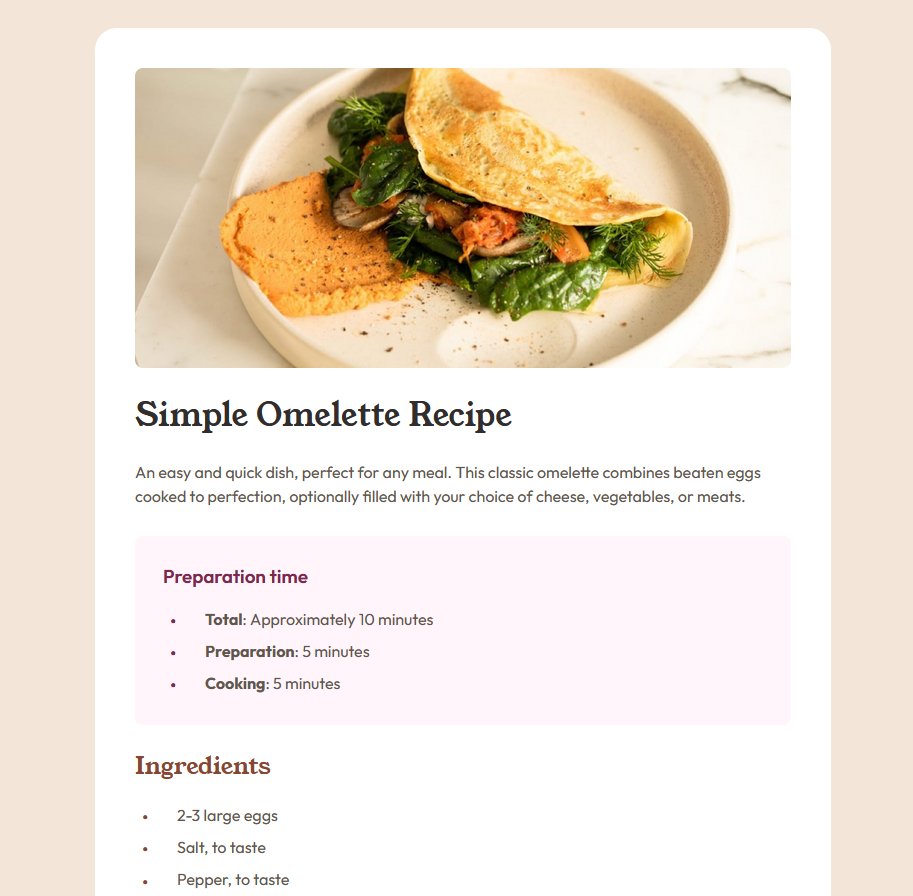 Simple Omelette Recipe
An easy and quick dish, perfect for any meal. This classic omelette combines beaten eggs
cooked to perfection, optionally filled with your choice of cheese, vegetables, or meats.
Preparation time
• Total: Approximately 10 minutes
• Preparation: 5 minutes
• Cooking: 5 minutes
Ingredients
• 2-3 large eggs
• Salt, to taste
• Pepper, to taste